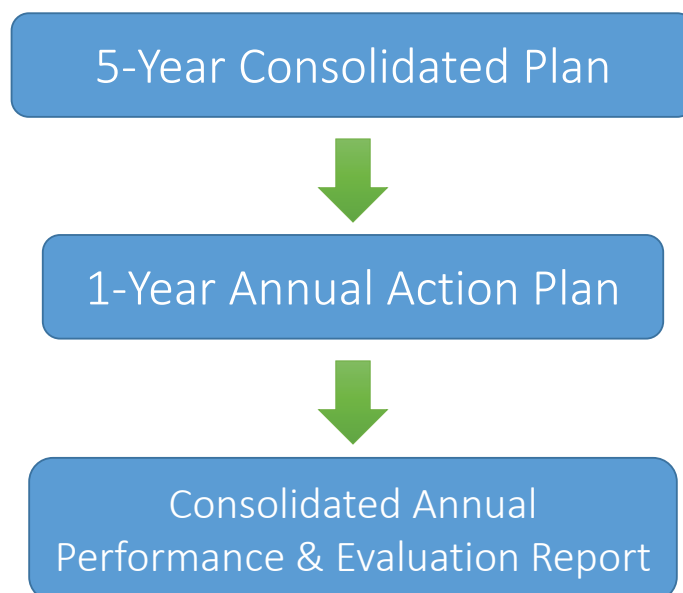 5-Year Consolidated Plan
1-Year Annual Action Plan
Consolidated Annual
Performance & Evaluation Report